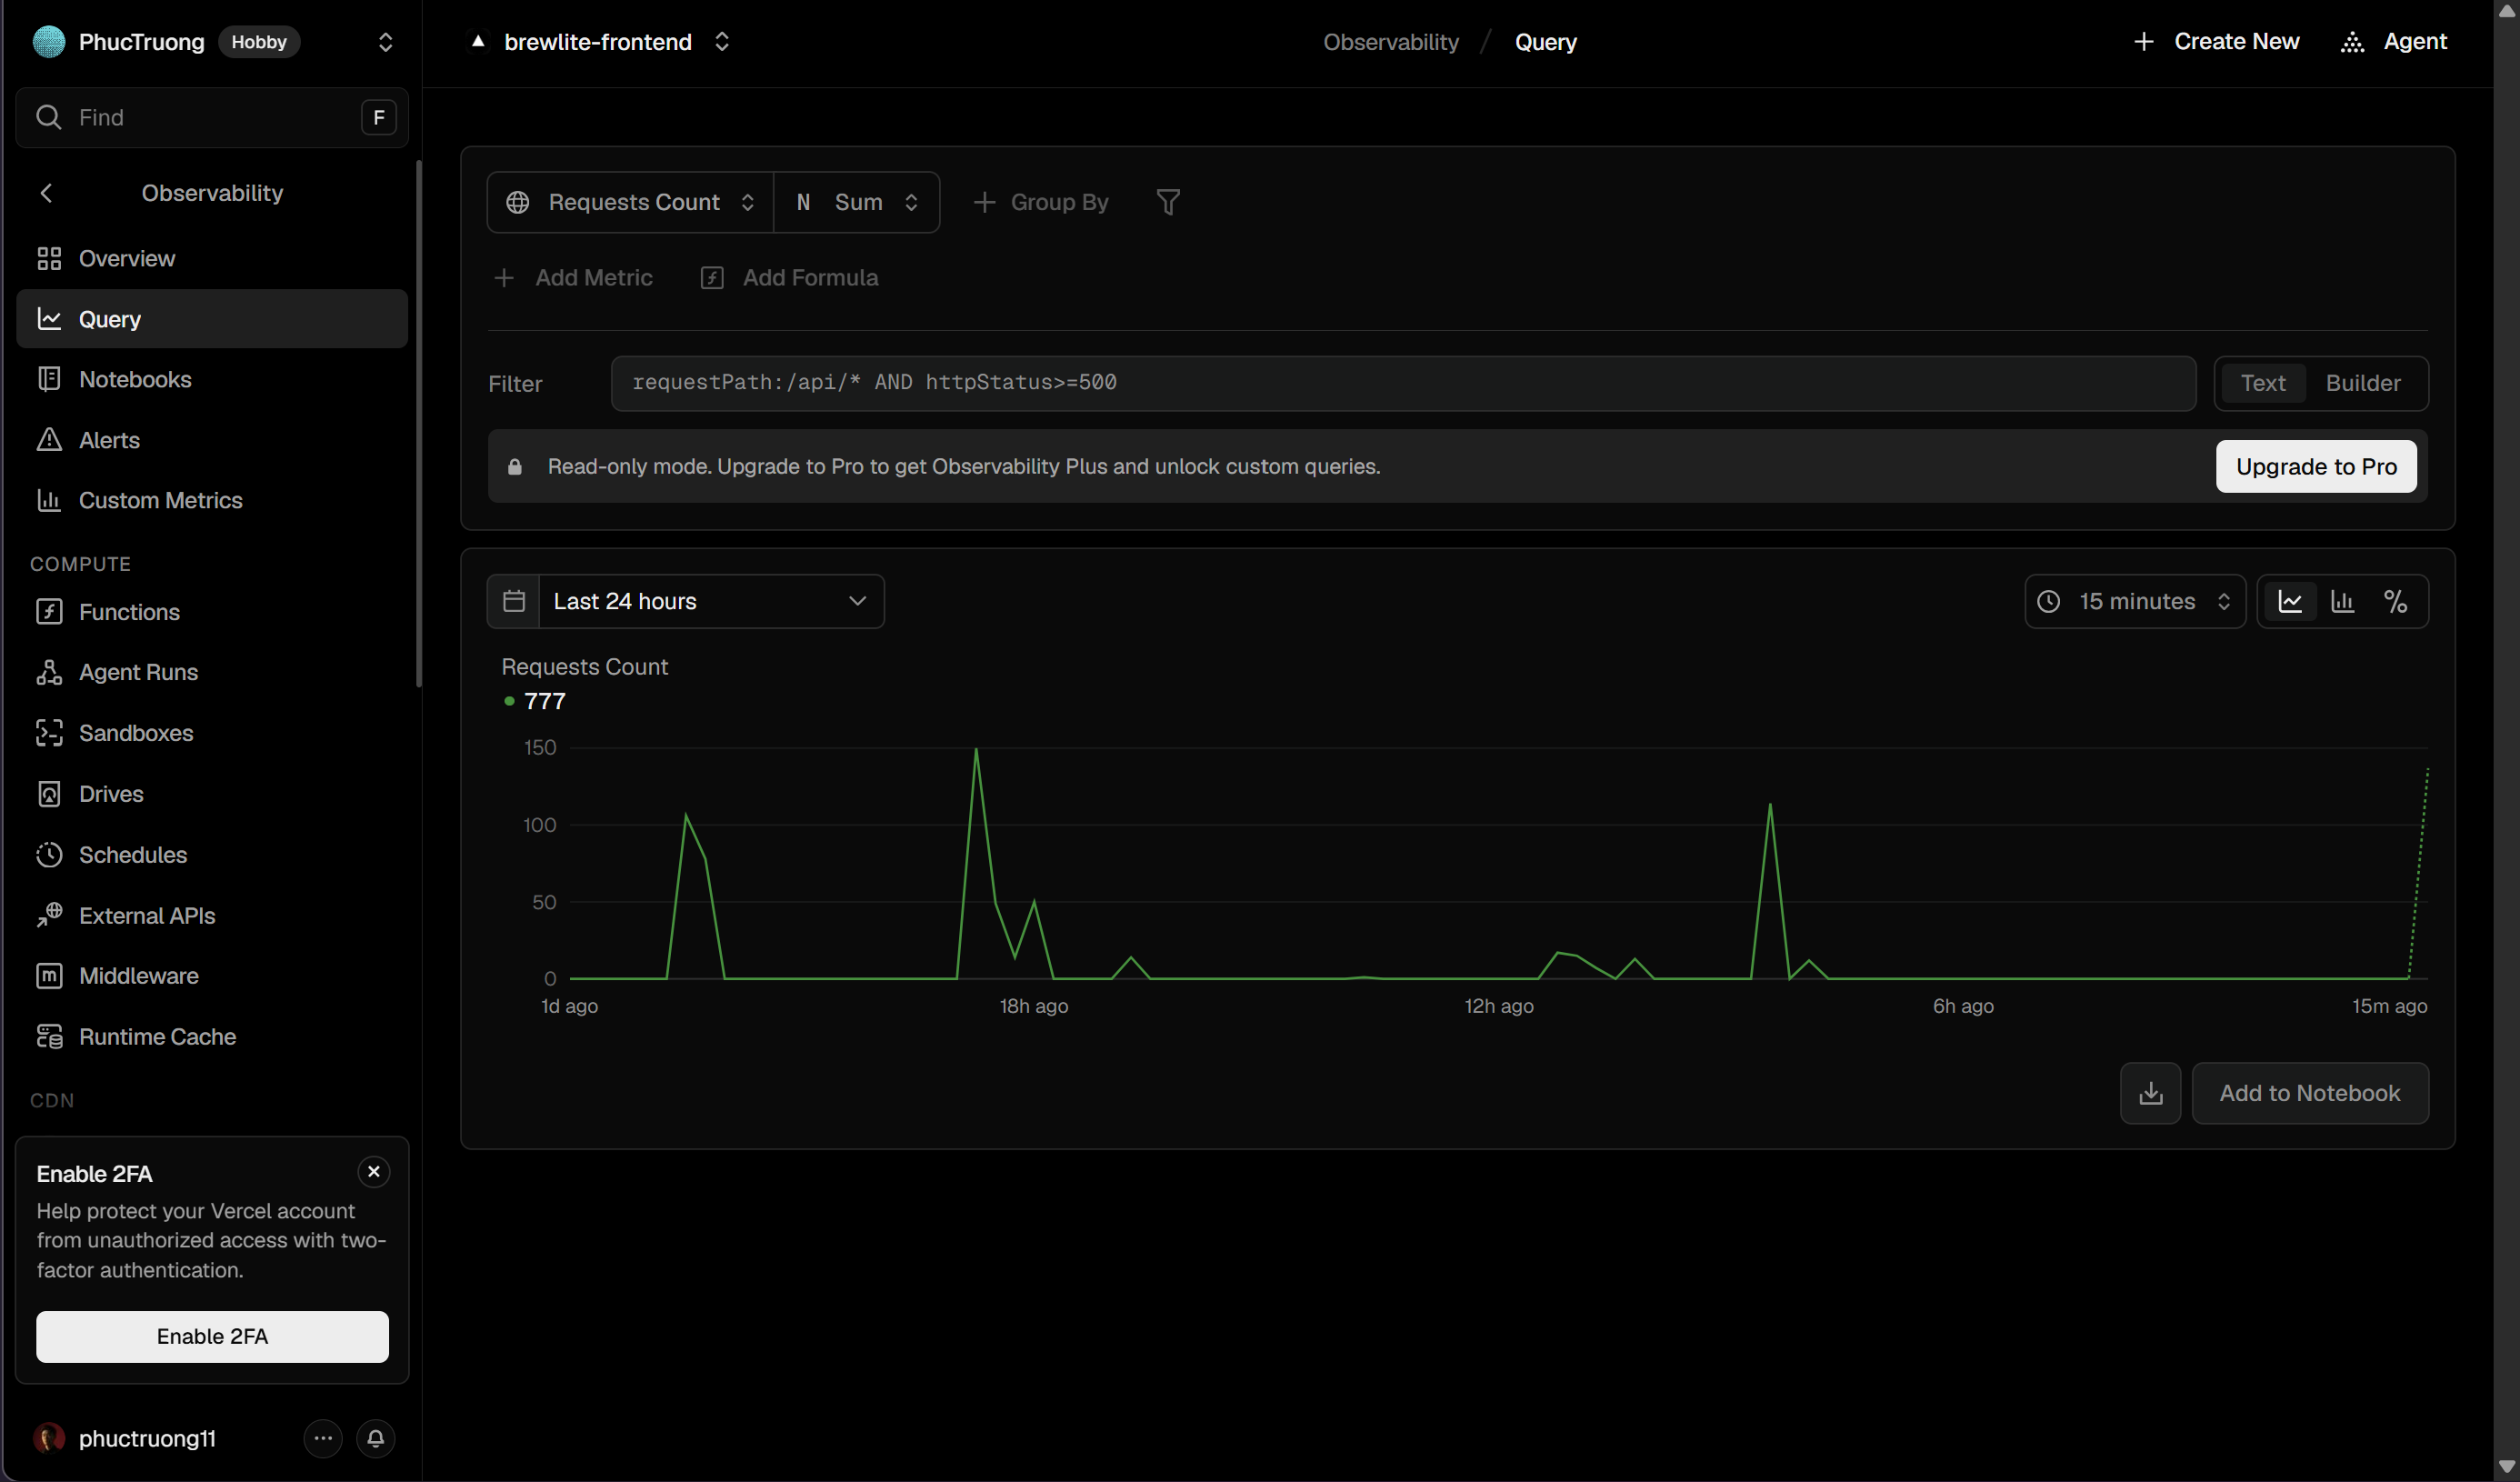 PhucTruong Hobby
brewlite-frontend
Observability / Query
Create New
Agent
Find F
Observability
Overview
Query
Notebooks
Alerts
Custom Metrics
COMPUTE
Functions
Agent Runs
Sandboxes
Drives
Schedules
External APIs
Middleware
Runtime Cache
CDN
Enable 2FA
Help protect your Vercel account
from unauthorized access with two-
factor authentication.
Enable 2FA
phuctruong11
Requests Count N Sum + Group By
+ Add Metric Add Formula
Filter requestPath:/api/* AND httpStatus>=500 Text Builder
Read-only mode. Upgrade to Pro to get Observability Plus and unlock custom queries. Upgrade to Pro
Last 24 hours 15 minutes %
Requests Count
777
150
100
50
0
1d ago 18h ago 12h ago 6h ago 15m ago
Add to Notebook